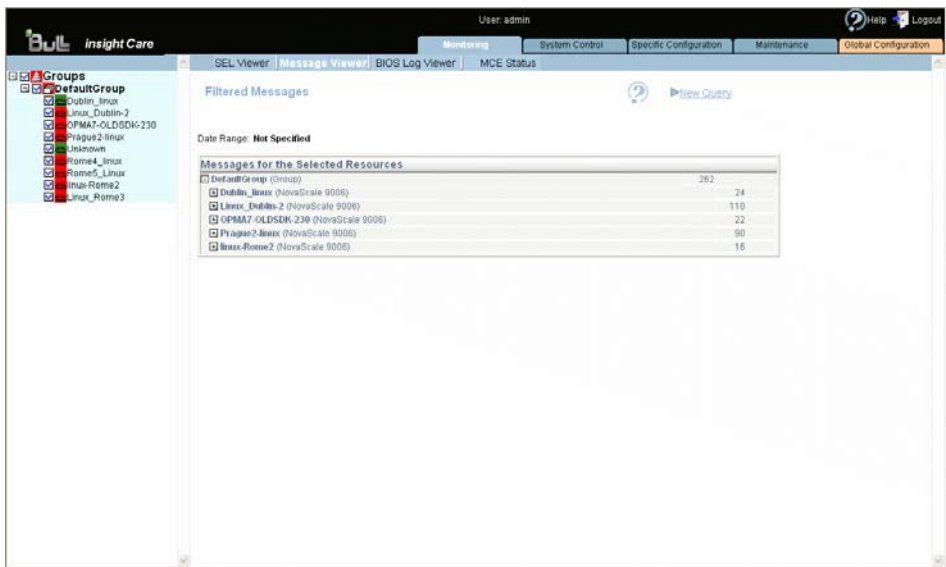 User: admin
Help Logout
Bull insight Care
Monitoring System Control Specific Configuration Maintenance Global Configuration
SEL Viewer Message Viewer BIOS Log Viewer MCE Status
Groups
DefaultGroup
Dublin_linux
Linux_Dublin-2
OPMA7-OLDSDK-230
Prague2-linux
Unknown
Rome4_linux
Rome5_Linux
linux-Rome2
Linux_Rome3
Filtered Messages
New Query
Date Range: Not Specified
Messages for the Selected Resources
DefaultGroup (Group) 262
Dublin_linux (NovaScale 9006) 24
Linux_Dublin-2 (NovaScale 9006) 110
OPMA7-OLDSDK-230 (NovaScale 9006) 22
Prague2-linux (NovaScale 9006) 90
linux-Rome2 (NovaScale 9006) 16